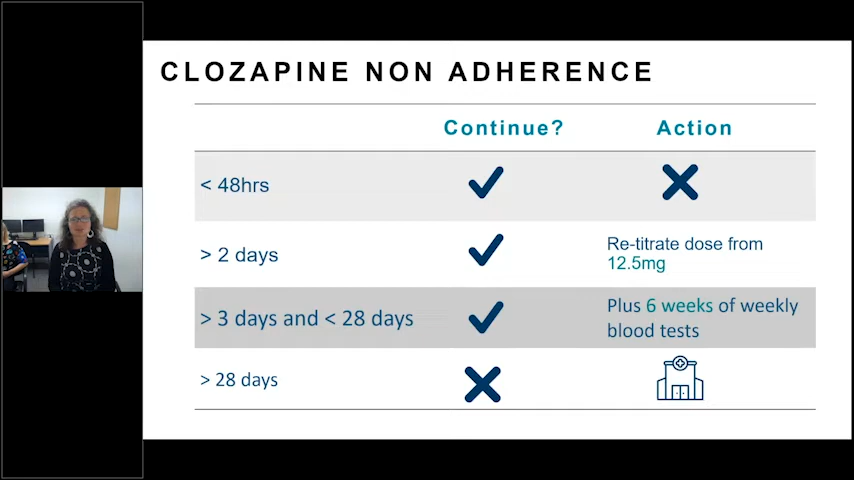 CLOZAPINE NON ADHERENCE
Continue? Action
< 48hrs
> 2 days
Re-titrate dose from
12.5mg
> 3 days and < 28 days
Plus 6 weeks of weekly
blood tests
> 28 days